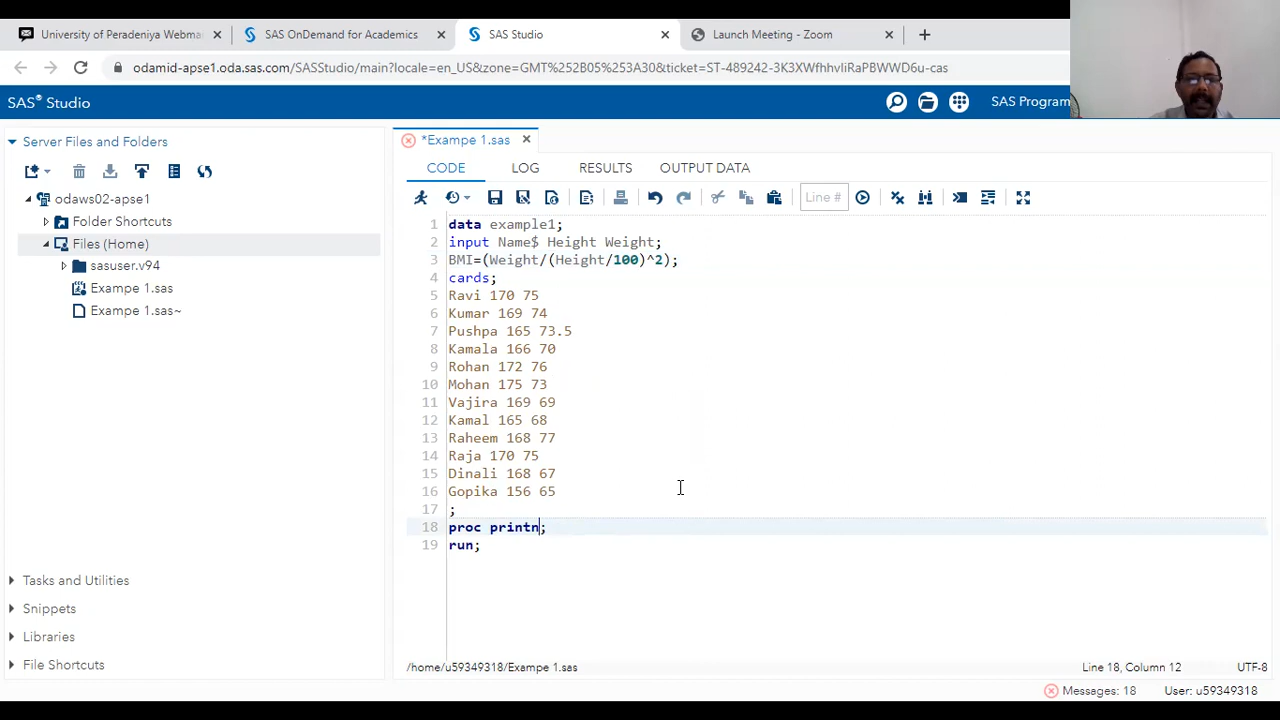 University of Peradeniya Webma
SAS OnDemand for Academics
SAS Studio
Launch Meeting - Zoom
odamid-apse1.oda.sas.com/SASStudio/main?locale=en_US&zone=GMT%252B05%253A30&ticket=ST-489242-3K3XWfhhvIiRaPBWWD6u-cas
SAS® Studio
SAS Program
Server Files and Folders
odaws02-aps#1
Folder Shortcuts
Files (Home)
sasuser.v94
Exampe 1.sas
Exampe 1.sas~
Tasks and Utilities
Snippets
Libraries
File Shortcuts
*Exampe 1.sas
CODE LOG RESULTS OUTPUT DATA
Line #
1 data example1;
2 input Name$ Height Weight;
3 BMI=(Weight/(Height/100)^2);
4 cards;
5 Ravi 170 75
6 Kumar 169 74
7 Pushpa 165 73.5
8 Kamala 166 70
9 Rohan 172 76
10 Mohan 175 73
11 Vajira 169 69
12 Kamal 165 68
13 Raheem 168 77
14 Raja 170 75
15 Dinali 168 67
16 Gopika 156 65
17 ;
18 proc printn;
19 run;
/home/u59349318/Exampe 1.sas
Line 18, Column 12
UTF-8
Messages: 18
User: u59349318